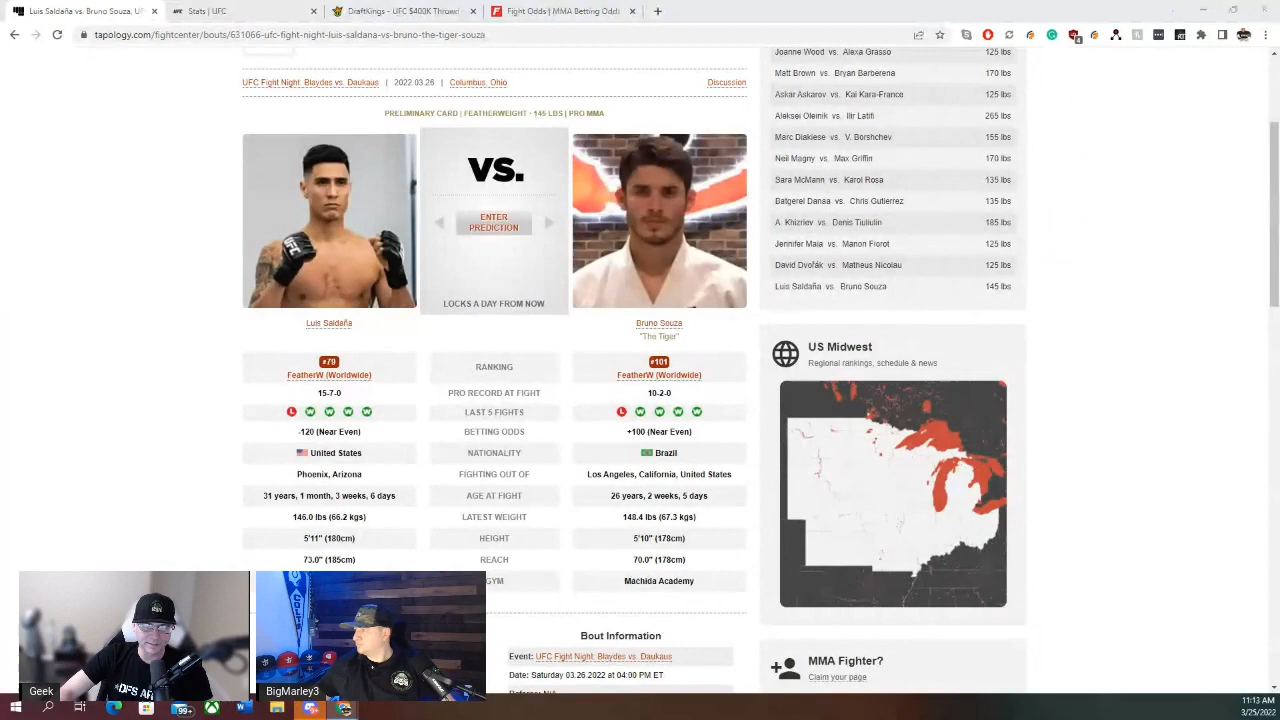 Luis Saldaña vs. Bruno Souza, UF
Stats | UFC
DraftKings - UFC $400K Throwd
Fight Odds | MMA Betting Odds
tapology.com/fightcenter/bouts/631066-ufc-fight-night-luis-saldana-vs-bruno-the-tiger-souza
UFC Fight Night: Blaydes vs. Daukaus | 2022.03.26 | Columbus, Ohio
Discussion
PRELIMINARY CARD | FEATHERWEIGHT · 145 LBS | PRO MMA
VS.
ENTER
PREDICTION
LOCKS A DAY FROM NOW
UFC
Luis Saldaña
Bruno Souza
"The Tiger"
#79 RANKING #101
FeatherW (Worldwide) FeatherW (Worldwide)
15-7-0 PRO RECORD AT FIGHT 10-2-0
L W W W W LAST 5 FIGHTS L W W W W
-120 (Near Even) BETTING ODDS +100 (Near Even)
United States NATIONALITY Brazil
Phoenix, Arizona FIGHTING OUT OF Los Angeles, California, United States
31 years, 1 month, 3 weeks, 6 days AGE AT FIGHT 26 years, 2 weeks, 5 days
146.0 lbs (66.2 kgs) LATEST WEIGHT 148.4 lbs (67.3 kgs)
5'11" (180cm) HEIGHT 5'10" (178cm)
73.0" (185cm) REACH 70.0" (178cm)
GYM Machida Academy
Bout Information
Event: UFC Fight Night: Blaydes vs. Daukaus
Date: Saturday 03.26.2022 at 04:00 PM ET
Joanne Wood vs. Alexa Grasso 125 lbs
Matt Brown vs. Bryan Barberena 170 lbs
Askar Askarov vs. Kai Kara-France 125 lbs
Aleksei Oleinik vs. Ilir Latifi 265 lbs
Marc Diakiese vs. V. Borshchev 155 lbs
Neil Magny vs. Max Griffin 170 lbs
Sara McMann vs. Karol Rosa 135 lbs
Batgerel Danaa vs. Chris Gutierrez 135 lbs
A. Khizriev vs. Denis Tiuliulin 185 lbs
Jennifer Maia vs. Manon Fiorot 125 lbs
David Dvořák vs. Matheus Nicolau 125 lbs
Luis Saldaña vs. Bruno Souza 145 lbs
US Midwest
Regional rankings, schedule & news
MMA Fighter?
Claim your page
Geek
BigMarley3
99+
11:13 AM
3/25/2022